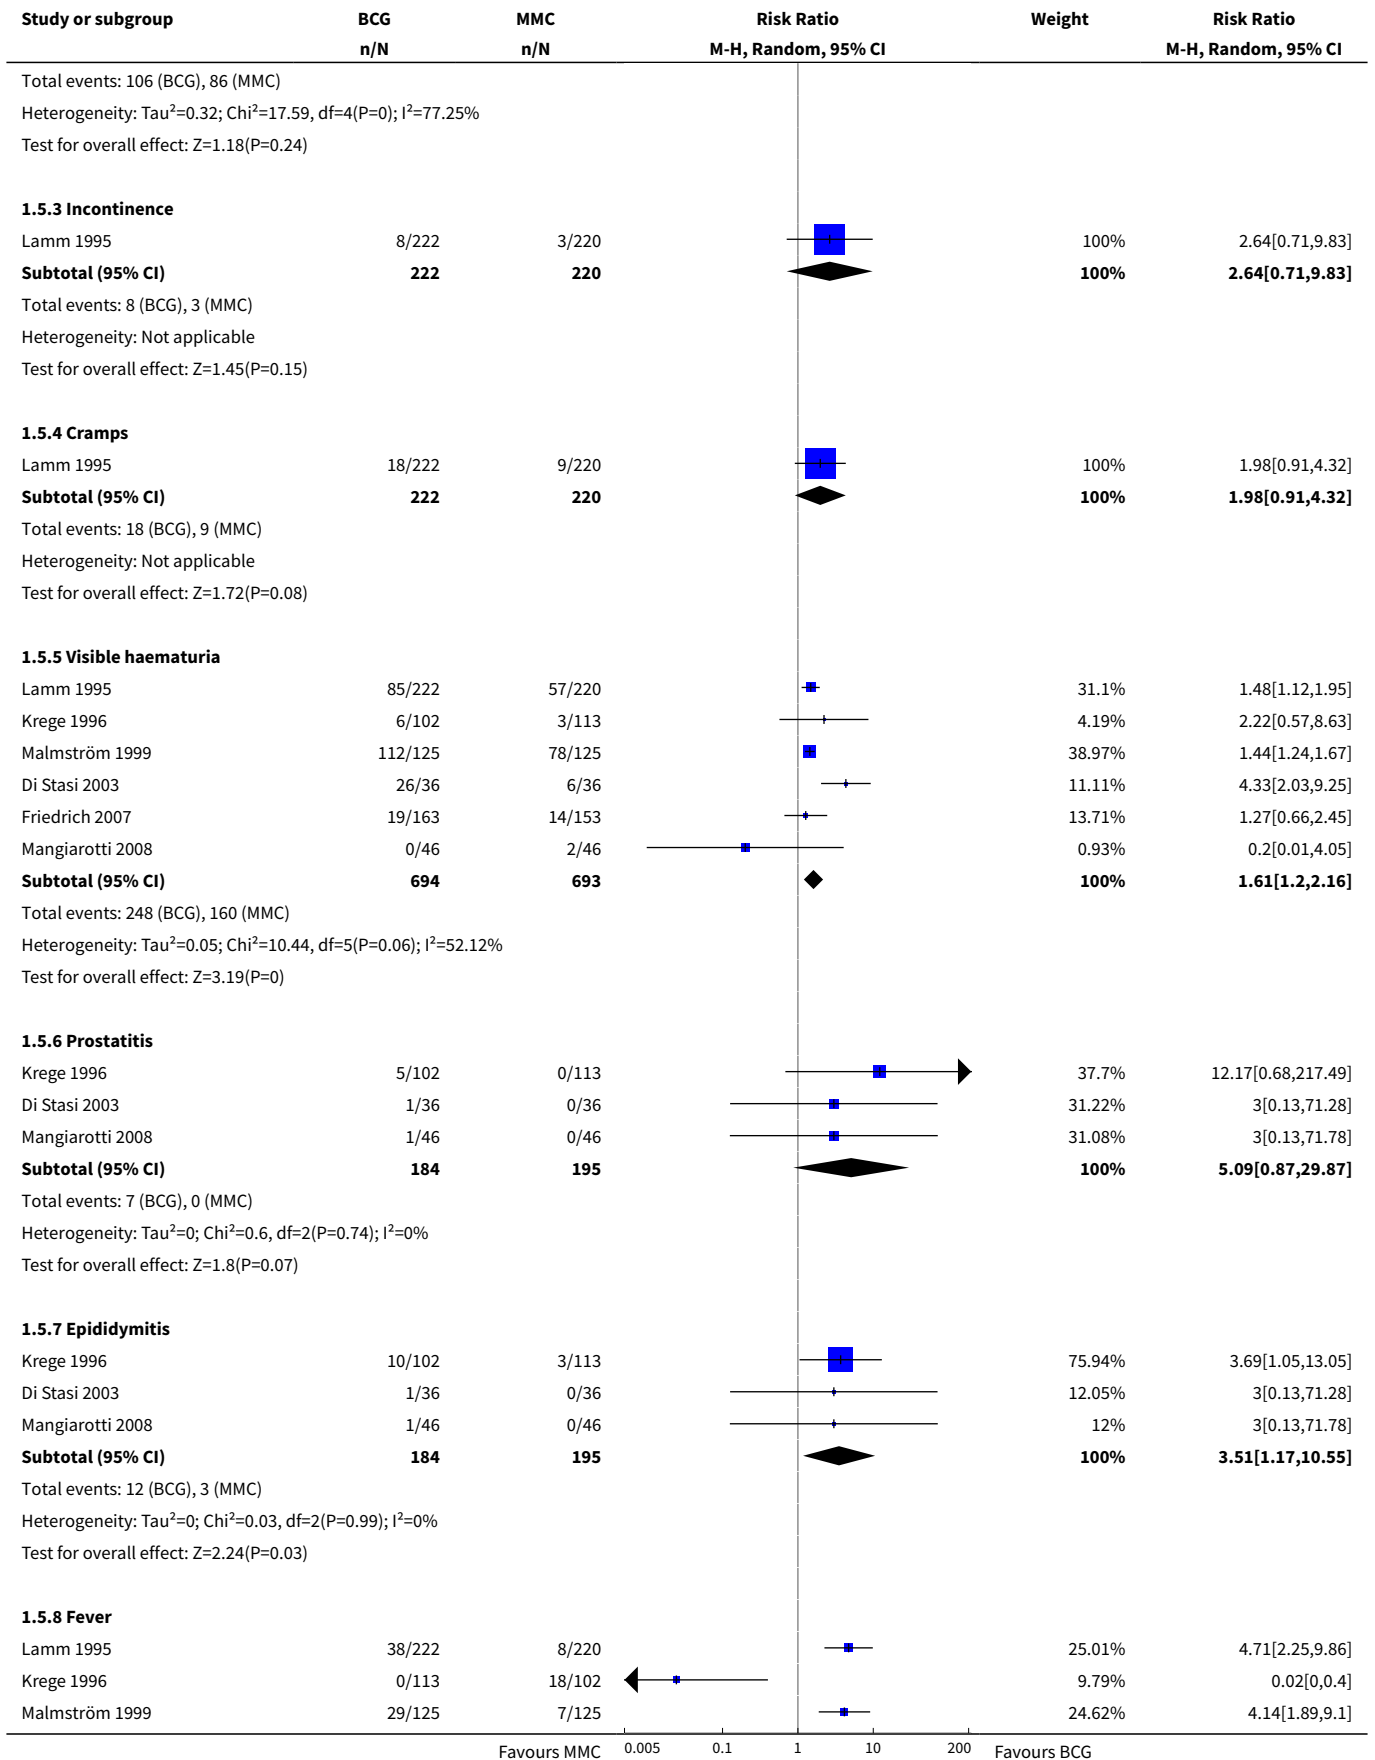 Study or subgroup BCG MMC Risk Ratio Weight Risk Ratio
n/N n/N M-H, Random, 95% CI M-H, Random, 95% CI
Total events: 106 (BCG), 86 (MMC)
Heterogeneity: Tau²=0.32; Chi²=17.59, df=4(P=0); I²=77.25%
Test for overall effect: Z=1.18(P=0.24)
1.5.3 Incontinence
Lamm 1995 8/222 3/220 100% 2.64[0.71,9.83]
Subtotal (95% CI) 222 220 100% 2.64[0.71,9.83]
Total events: 8 (BCG), 3 (MMC)
Heterogeneity: Not applicable
Test for overall effect: Z=1.45(P=0.15)
1.5.4 Cramps
Lamm 1995 18/222 9/220 100% 1.98[0.91,4.32]
Subtotal (95% CI) 222 220 100% 1.98[0.91,4.32]
Total events: 18 (BCG), 9 (MMC)
Heterogeneity: Not applicable
Test for overall effect: Z=1.72(P=0.08)
1.5.5 Visible haematuria
Lamm 1995 85/222 57/220 31.1% 1.48[1.12,1.95]
Krege 1996 6/102 3/113 4.19% 2.22[0.57,8.63]
Malmström 1999 112/125 78/125 38.97% 1.44[1.24,1.67]
Di Stasi 2003 26/36 6/36 11.11% 4.33[2.03,9.25]
Friedrich 2007 19/163 14/153 13.71% 1.27[0.66,2.45]
Mangiarotti 2008 0/46 2/46 0.93% 0.2[0.01,4.05]
Subtotal (95% CI) 694 693 100% 1.61[1.2,2.16]
Total events: 248 (BCG), 160 (MMC)
Heterogeneity: Tau²=0.05; Chi²=10.44, df=5(P=0.06); I²=52.12%
Test for overall effect: Z=3.19(P=0)
1.5.6 Prostatitis
Krege 1996 5/102 0/113 37.7% 12.17[0.68,217.49]
Di Stasi 2003 1/36 0/36 31.22% 3[0.13,71.28]
Mangiarotti 2008 1/46 0/46 31.08% 3[0.13,71.78]
Subtotal (95% CI) 184 195 100% 5.09[0.87,29.87]
Total events: 7 (BCG), 0 (MMC)
Heterogeneity: Tau²=0; Chi²=0.6, df=2(P=0.74); I²=0%
Test for overall effect: Z=1.8(P=0.07)
1.5.7 Epididymitis
Krege 1996 10/102 3/113 75.94% 3.69[1.05,13.05]
Di Stasi 2003 1/36 0/36 12.05% 3[0.13,71.28]
Mangiarotti 2008 1/46 0/46 12% 3[0.13,71.78]
Subtotal (95% CI) 184 195 100% 3.51[1.17,10.55]
Total events: 12 (BCG), 3 (MMC)
Heterogeneity: Tau²=0; Chi²=0.03, df=2(P=0.99); I²=0%
Test for overall effect: Z=2.24(P=0.03)
1.5.8 Fever
Lamm 1995 38/222 8/220 25.01% 4.71[2.25,9.86]
Krege 1996 0/113 18/102 9.79% 0.02[0,0.4]
Malmström 1999 29/125 7/125 24.62% 4.14[1.89,9.1]
Favours MMC 0.005 0.1 1 10 200 Favours BCG